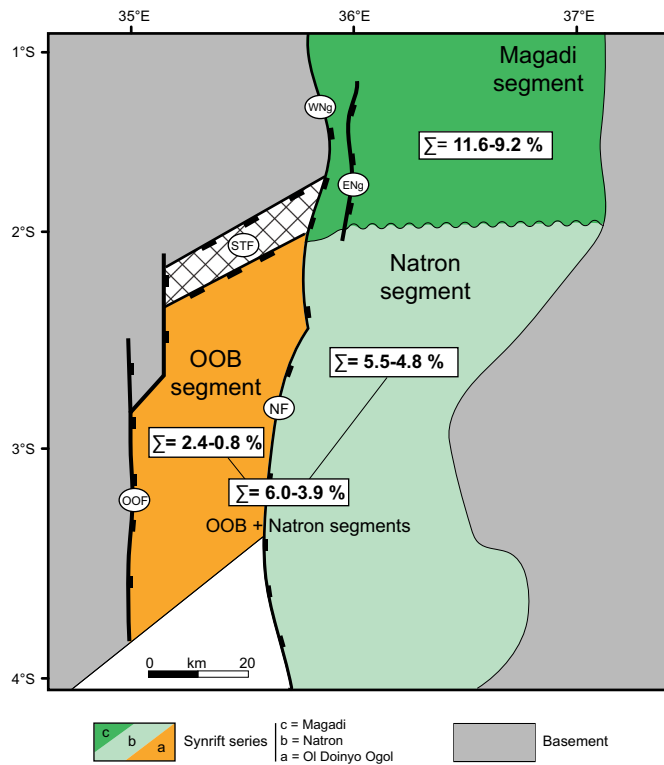 35°E 36°E 37°E
1°S
Magadi
segment
WNg
∑= 11.6-9.2 %
ENg
2°S
STF
Natron
segment
OOB
segment
∑= 5.5-4.8 %
NF
∑= 2.4-0.8 %
3°S
∑= 6.0-3.9 %
OOF
OOB + Natron segments
0 km 20
4°S
c b a
Synrift series
c = Magadi
b = Natron
a = Ol Doinyo Ogol
Basement